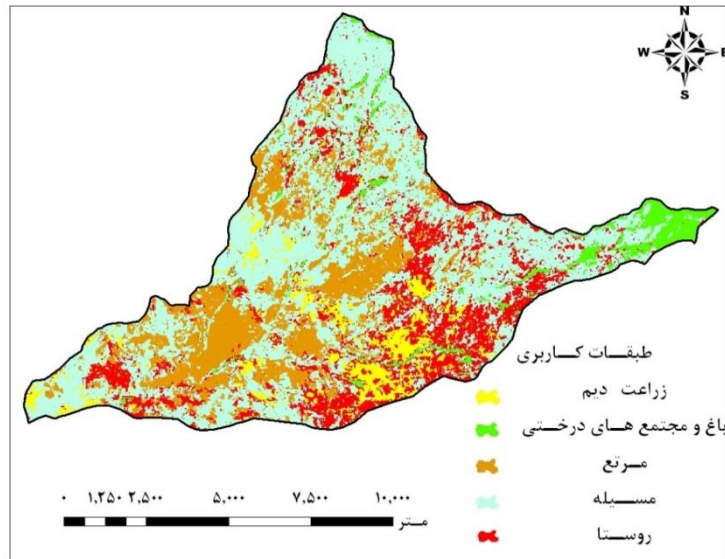 N
W E
S
طبقات کاربری
زراعت دیم
باغ و مجتمع های درختی
مرتع
مسیله
روستا
۰ ۱,۲۵۰ ۲,۵۰۰ ۵,۰۰۰ ۷,۵۰۰ ۱۰,۰۰۰
متر